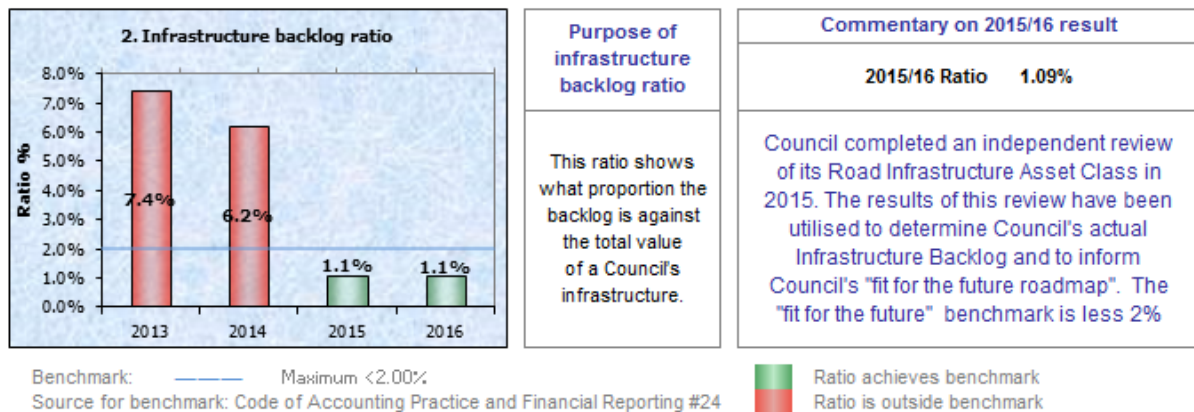 2. Infrastructure backlog ratio
8.0%
7.0%
6.0%
5.0%
4.0%
3.0%
2.0%
1.0%
0.0%
Ratio %
7.4%
6.2%
1.1%
1.1%
2013
2014
2015
2016
Purpose of
infrastructure
backlog ratio
This ratio shows
what proportion the
backlog is against
the total value
of a Council's
infrastructure.
Commentary on 2015/16 result
2015/16 Ratio 1.09%
Council completed an independent review
of its Road Infrastructure Asset Class in
2015. The results of this review have been
utilised to determine Council's actual
Infrastructure Backlog and to inform
Council's "fit for the future roadmap". The
"fit for the future" benchmark is less 2%
Benchmark: Maximum <2.00%
Source for benchmark: Code of Accounting Practice and Financial Reporting #24
Ratio achieves benchmark
Ratio is outside benchmark